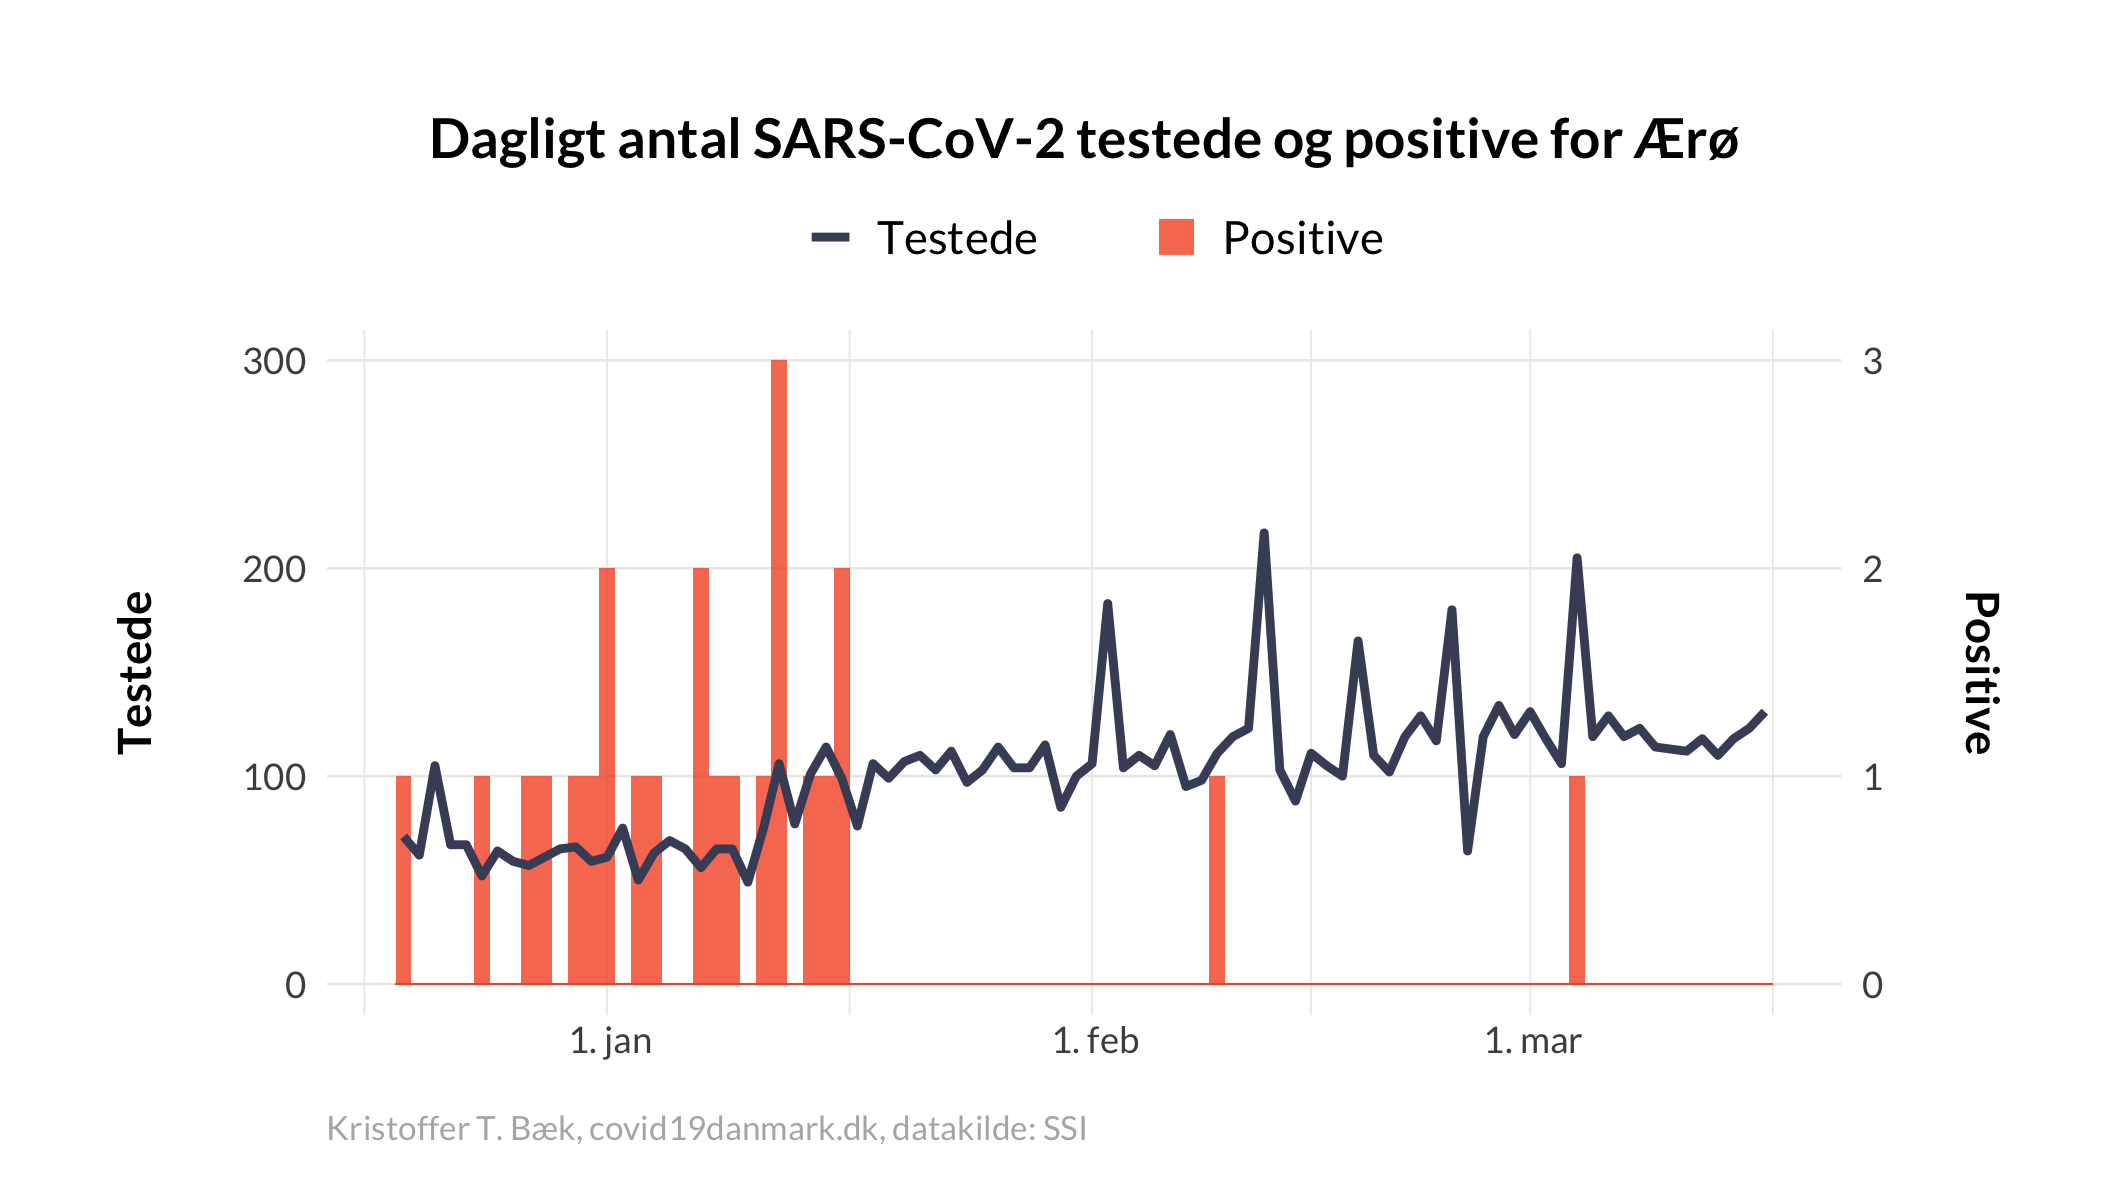 Dagligt antal SARS-CoV-2 testede og positive for Ærø
Testede
Positive
300
200
100
0
3
2
1
0
Testede
Positive
1. jan
1. feb
1. mar
Kristoffer T. Bæk, covid19danmark.dk, datakilde: SSI